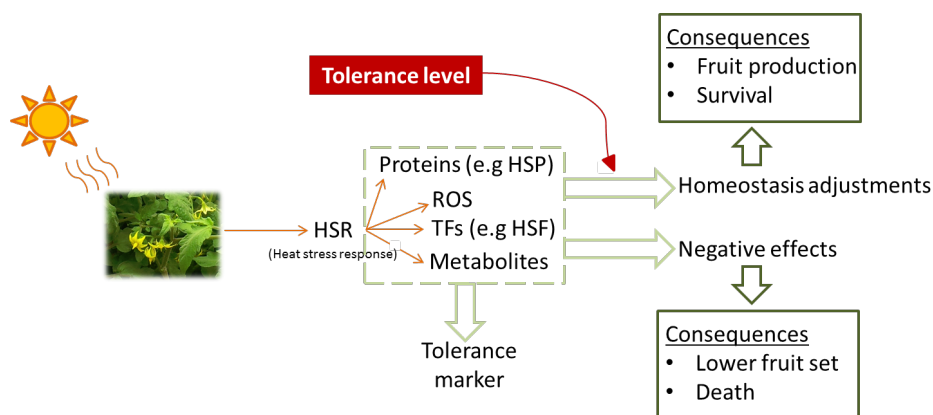 Tolerance level
Consequences
• Fruit production
• Survival
Proteins (e.g HSP)
ROS
TFs (e.g HSF)
Metabolites
HSR
(Heat stress response)
Homeostasis adjustments
Negative effects
Tolerance
marker
Consequences
• Lower fruit set
• Death